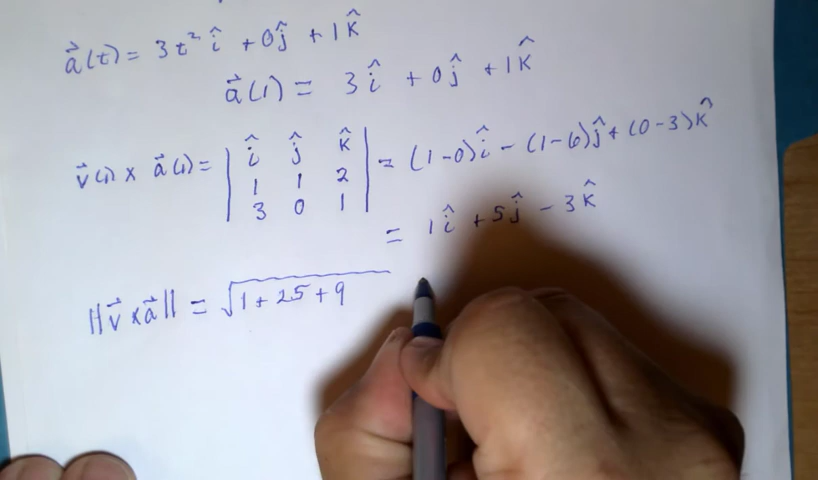 a⃗(t) = 3t² î + 0ĵ + 1k̂
a⃗(1) = 3î + 0ĵ + 1k̂
v⃗(1) × a⃗(1) = | î ĵ k̂ | = (1-0)î - (1-6)ĵ + (0-3)k̂
1 1 2
3 0 1
= 1î + 5ĵ - 3k̂
||v⃗ × a⃗|| = √1 + 25 + 9